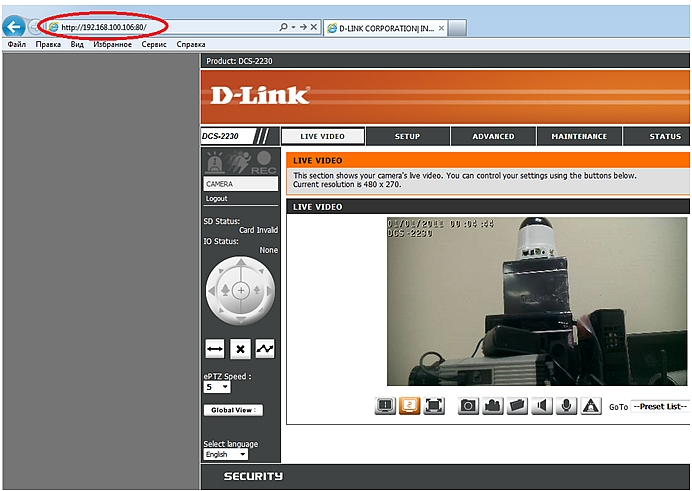 http://192.168.100.106:80/
D-LINK CORPORATION| IN...
Файл Правка Вид Избранное Сервис Справка
Product: DCS-2230
D-Link
DCS-2230 // LIVE VIDEO SETUP ADVANCED MAINTENANCE STATUS
REC
CAMERA
Logout
SD Status:
Card Invalid
IO Status:
None
ePTZ Speed :
5
Global View :
Select language
English
LIVE VIDEO
This section shows your camera's live video. You can control your settings using the buttons below.
Current resolution is 480 x 270.
LIVE VIDEO
01/01/2011 00:04:44
DCS-2230
GoTo --Preset List--
SECURITY